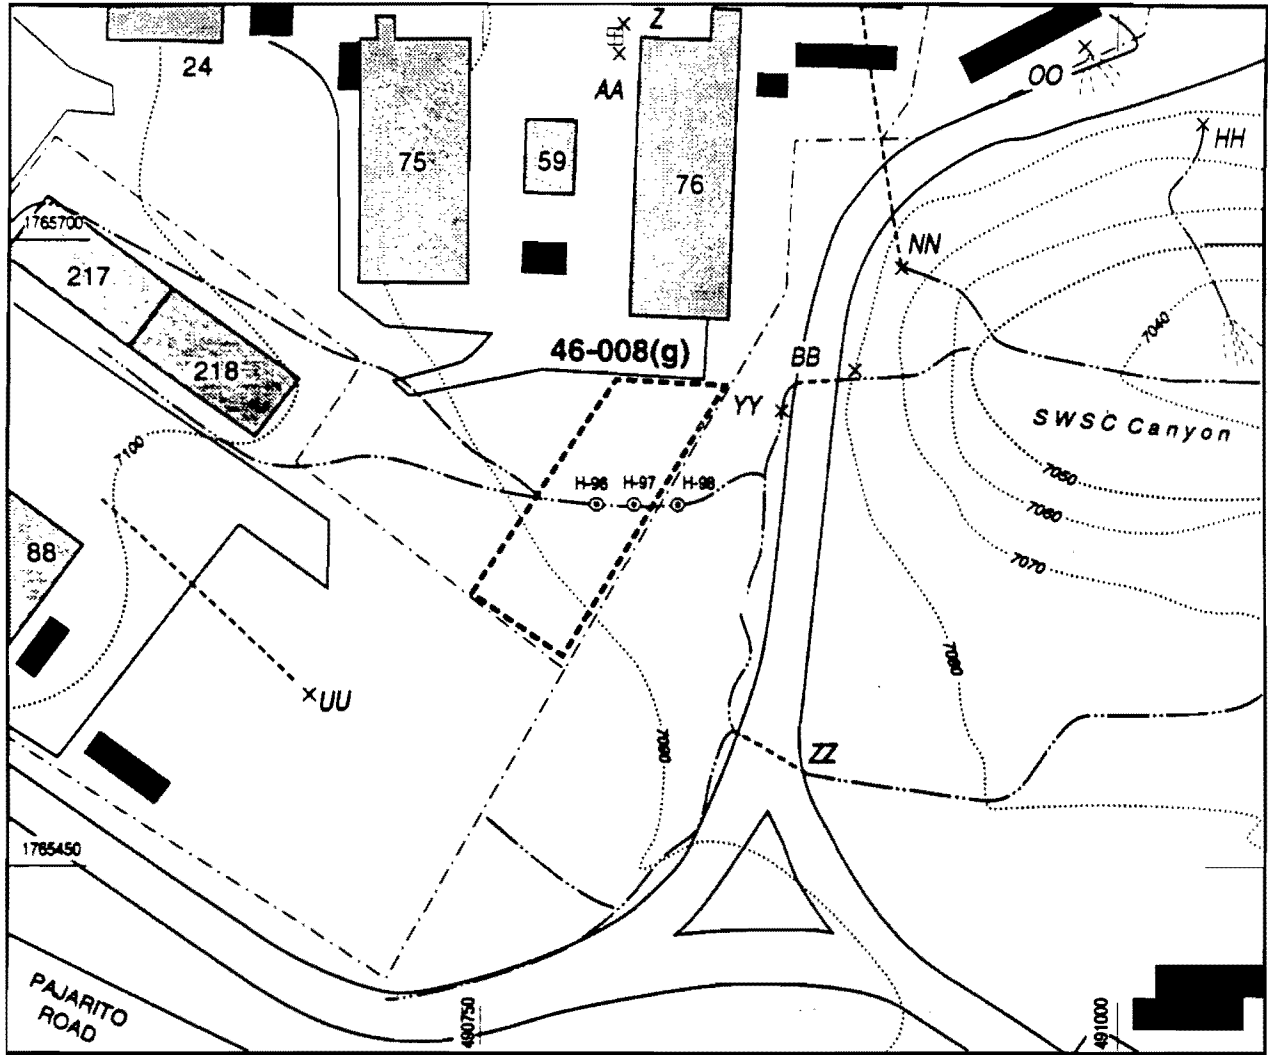 Z
24
OO
AA
75
59
76
HH
1765700
NN
217
7040
46-008(g)
BB
218
YY
SWSC Canyon
7100
7050
H-96
H-97
H-98
7060
88
7070
7080
UU
7080
ZZ
1765450
PAJARITO
ROAD
490750
491000